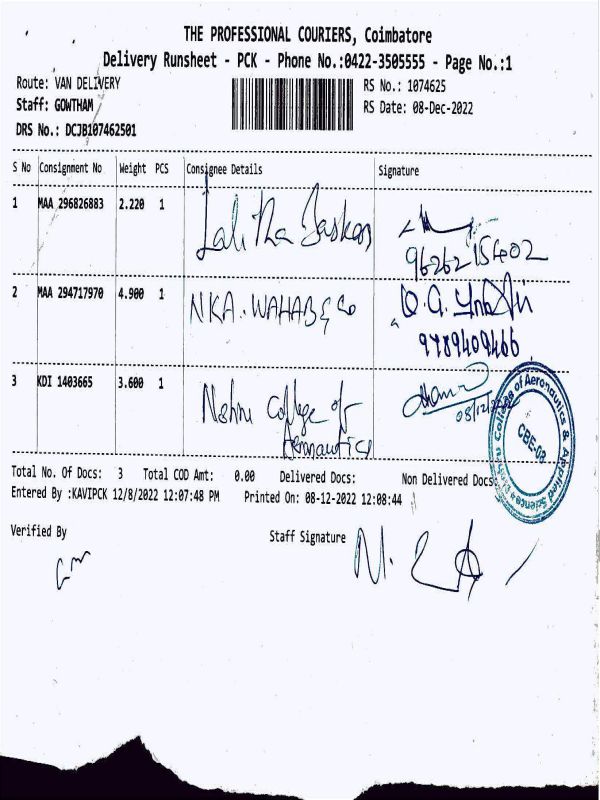 THE PROFESSIONAL COURIERS, Coimbatore
Delivery Runsheet - PCK - Phone No.:0422-3505555 - Page No.:1
Route: VAN DELIVERY RS No.: 1074625
Staff: GOWTHAM RS Date: 08-Dec-2022
DRS No.: DCJB107462501
S No Consignment No Weight PCS Consignee Details Signature
1 MAA 296826883 2.220 1 Lalitha Baskar
9626215402
2 MAA 294717970 4.900 1 NKA. WAHAB & Co
9789409466
3 KDI 1403665 3.600 1 Nehru College of
Aeronautics
08/12/2022
Nehru College of Aeronautics & Applied Sciences
CBE-08
Total No. Of Docs: 3 Total COD Amt: 0.00 Delivered Docs: Non Delivered Docs:
Entered By :KAVIPCK 12/8/2022 12:07:48 PM Printed On: 08-12-2022 12:08:44
Verified By Staff Signature